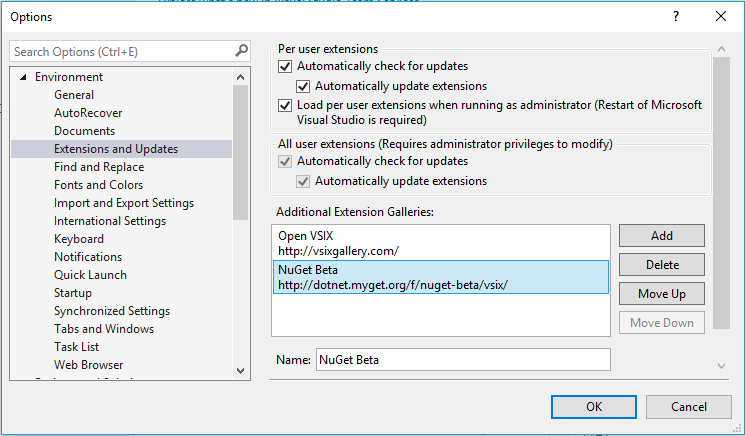 Options
Search Options (Ctrl+E)
Environment
General
AutoRecover
Documents
Extensions and Updates
Find and Replace
Fonts and Colors
Import and Export Settings
International Settings
Keyboard
Notifications
Quick Launch
Startup
Synchronized Settings
Tabs and Windows
Task List
Web Browser
Per user extensions
Automatically check for updates
Automatically update extensions
Load per user extensions when running as administrator (Restart of Microsoft
Visual Studio is required)
All user extensions (Requires administrator privileges to modify)
Automatically check for updates
Automatically update extensions
Additional Extension Galleries:
Open VSIX
http://vsixgallery.com/
NuGet Beta
http://dotnet.myget.org/f/nuget-beta/vsix/
Add
Delete
Move Up
Move Down
Name: NuGet Beta
OK
Cancel